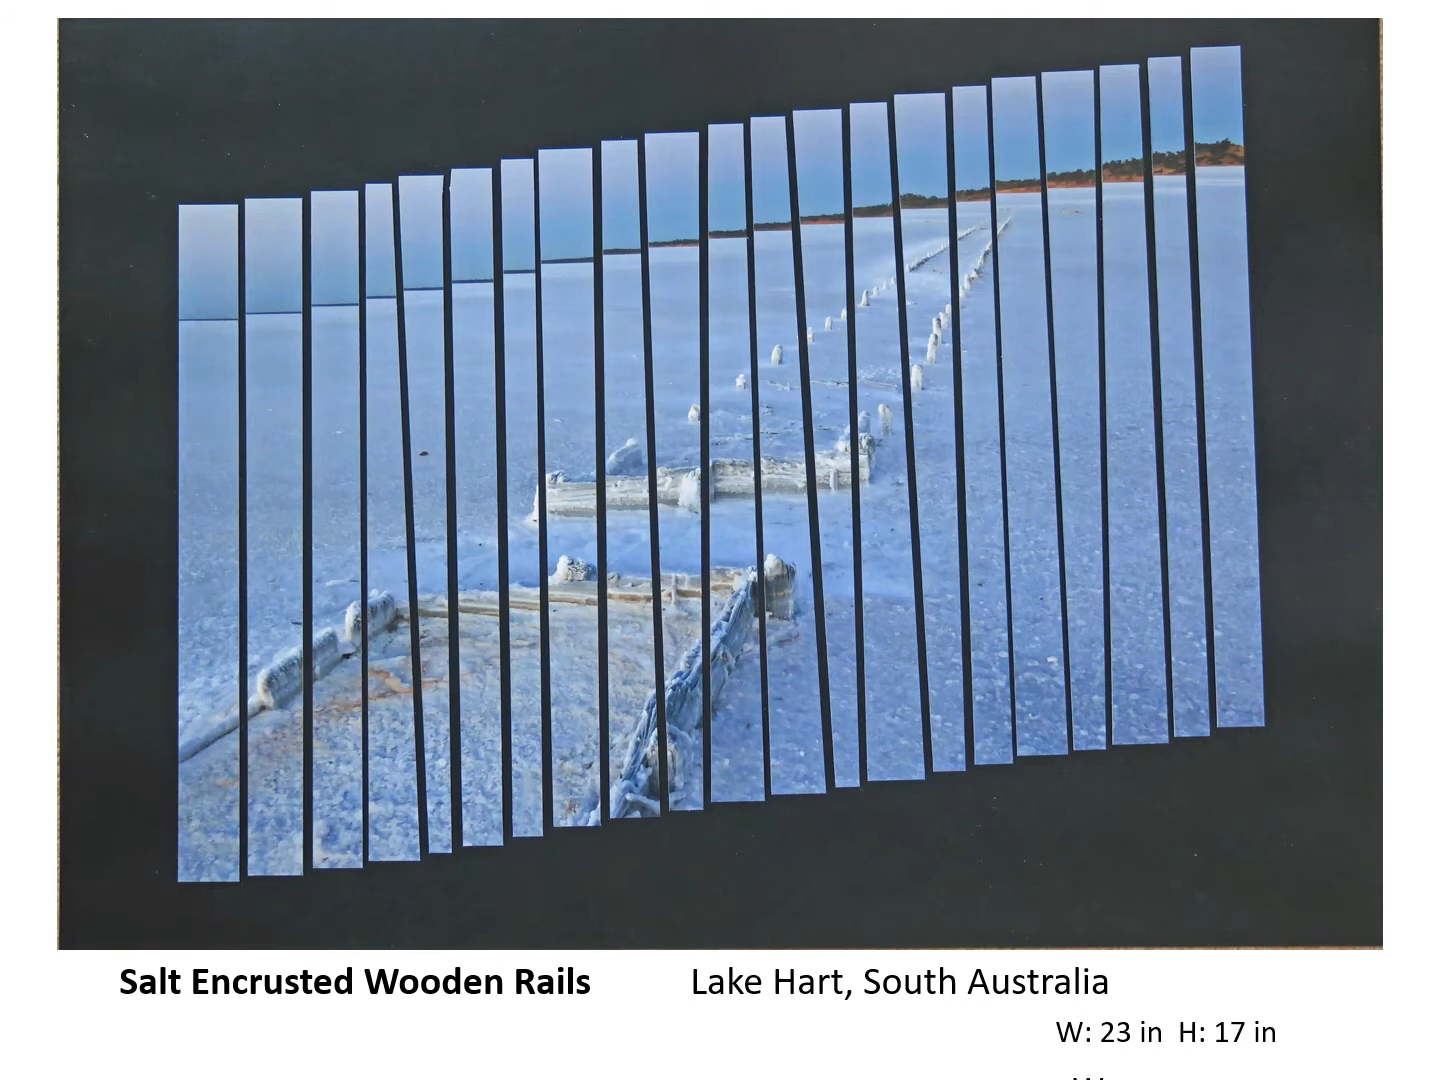 Salt Encrusted Wooden Rails Lake Hart, South Australia
W: 23 in H: 17 in